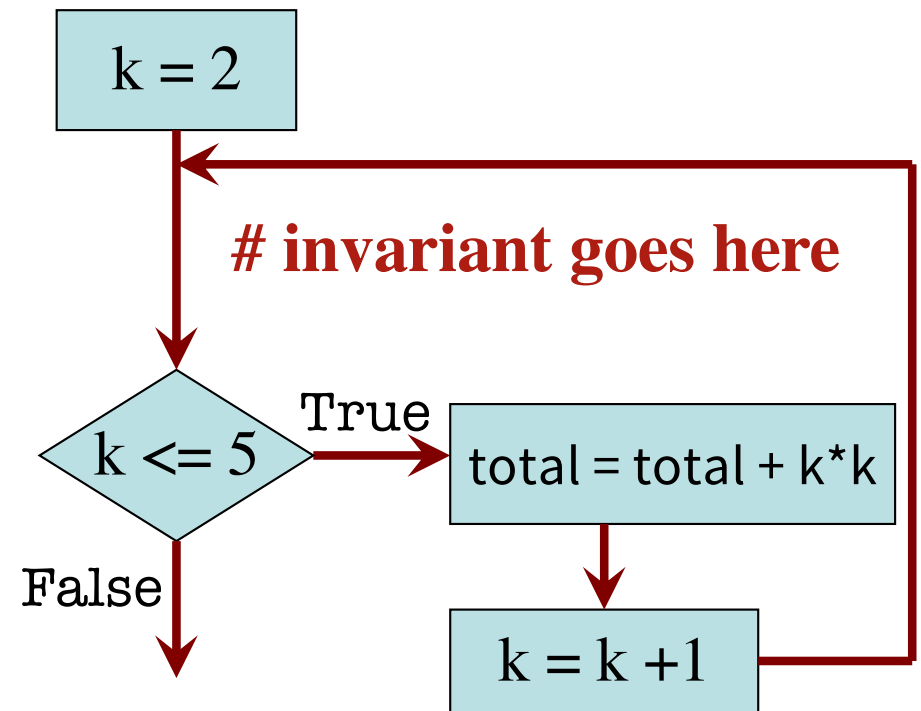 k = 2
# invariant goes here
k <= 5
True
total = total + k*k
False
k = k +1